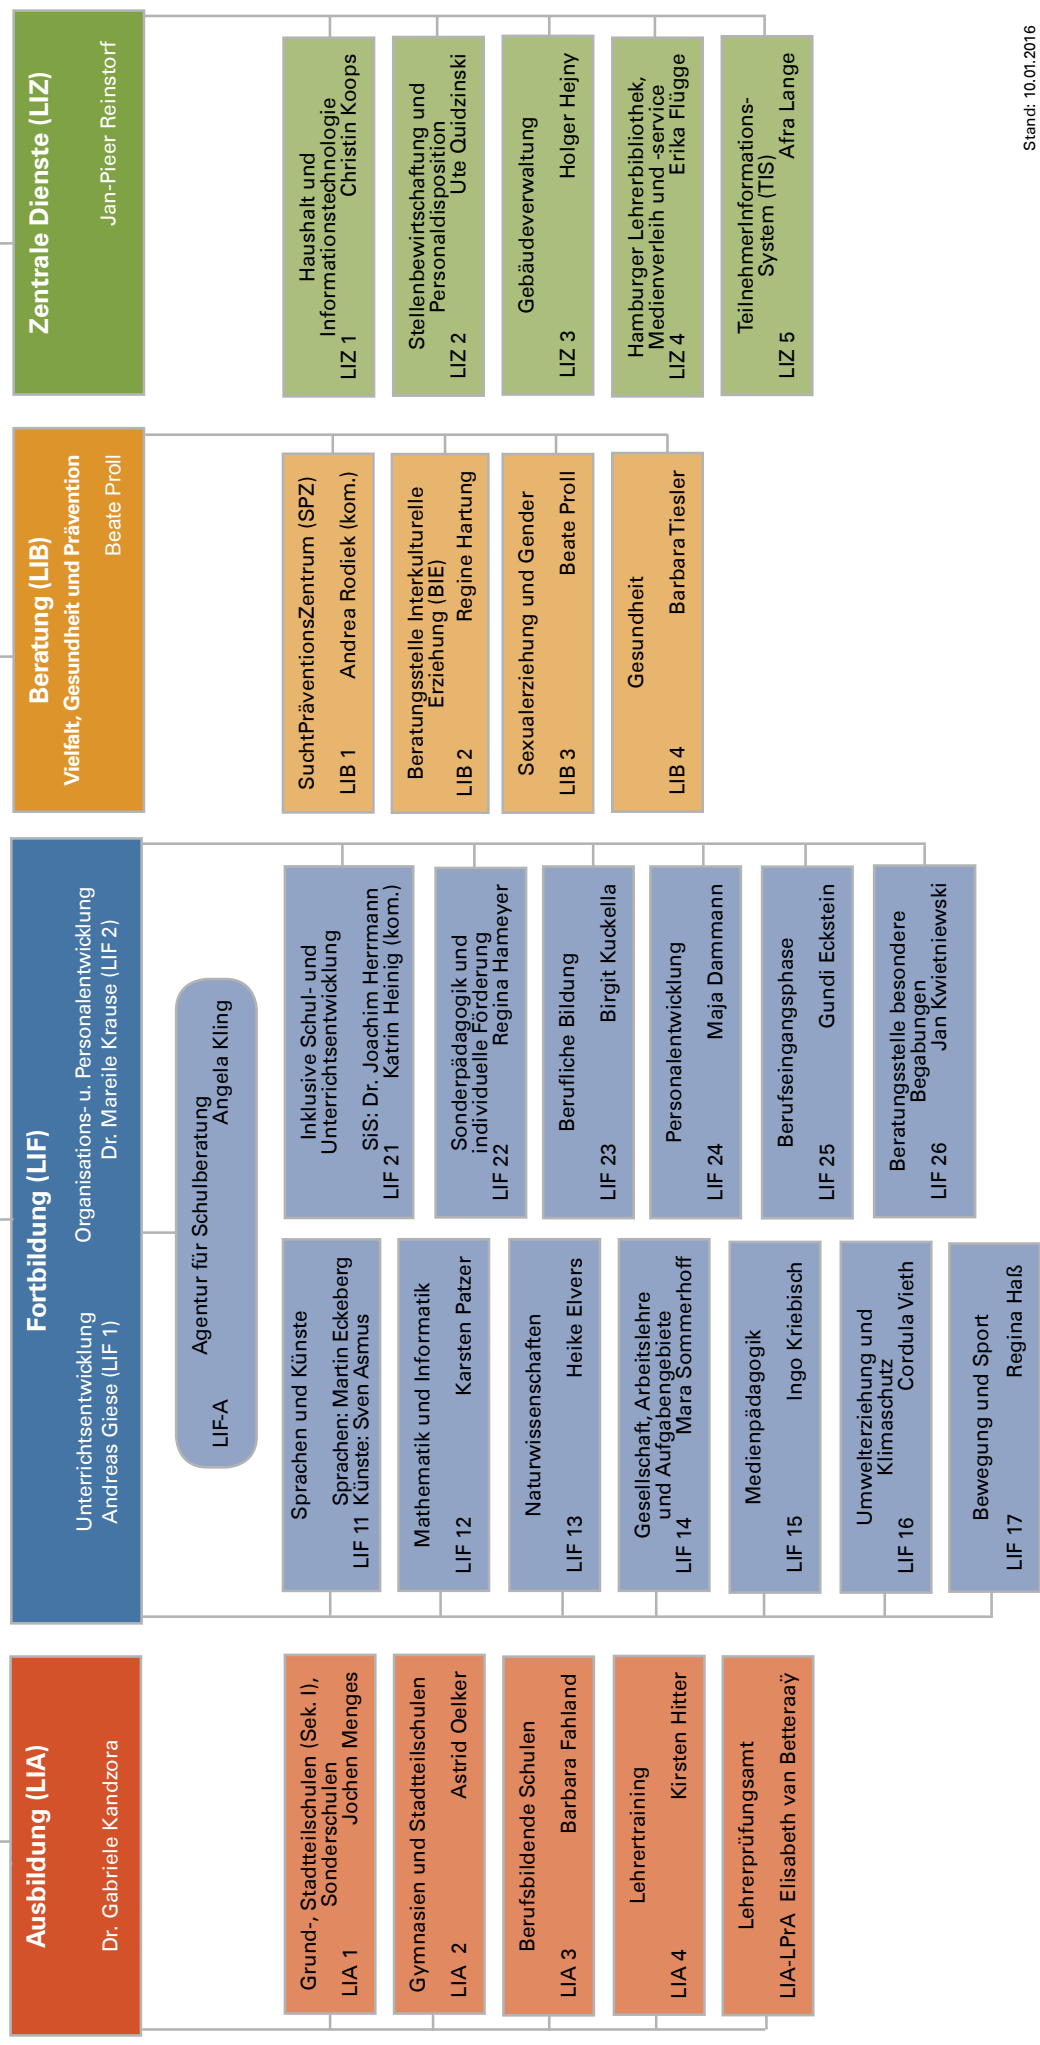 Ausbildung (LIA)
Dr. Gabriele Kandzora
Grund-, Stadtteilschulen (Sek. I),
Sonderschulen
LIA 1 Jochen Menges
Gymnasien und Stadtteilschulen
LIA 2 Astrid Oelker
Berufsbildende Schulen
LIA 3 Barbara Fahland
Lehrertraining
LIA 4 Kirsten Hitter
Lehrerprüfungsamt
LIA-LPrA Elisabeth van Betteraaÿ
Fortbildung (LIF)
Unterrichtsentwicklung
Andreas Giese (LIF 1)
Organisations- u. Personalentwicklung
Dr. Mareile Krause (LIF 2)
Agentur für Schulberatung
LIF-A Angela Kling
Sprachen und Künste
Sprachen: Martin Eckeberg
LIF 11 Künste: Sven Asmus
Mathematik und Informatik
LIF 12 Karsten Patzer
Naturwissenschaften
LIF 13 Heike Elvers
Gesellschaft, Arbeitslehre
und Aufgabengebiete
LIF 14 Mara Sommerhoff
Medienpädagogik
LIF 15 Ingo Kriebisch
Umwelterziehung und
Klimaschutz
LIF 16 Cordula Vieth
Bewegung und Sport
LIF 17 Regina Haß
Inklusive Schul- und
Unterrichtsentwicklung
SiS: Dr. Joachim Herrmann
LIF 21 Katrin Heinig (kom.)
Sonderpädagogik und
individuelle Förderung
LIF 22 Regina Hameyer
Berufliche Bildung
LIF 23 Birgit Kuckella
Personalentwicklung
LIF 24 Maja Dammann
Berufseingangsphase
LIF 25 Gundi Eckstein
Beratungsstelle besondere
Begabungen
LIF 26 Jan Kwietniewski
Beratung (LIB)
Vielfalt, Gesundheit und Prävention
Beate Proll
SuchtPräventionsZentrum (SPZ)
LIB 1 Andrea Rodiek (kom.)
Beratungsstelle Interkulturelle
Erziehung (BIE)
LIB 2 Regine Hartung
Sexualerziehung und Gender
LIB 3 Beate Proll
Gesundheit
LIB 4 Barbara Tiesler
Zentrale Dienste (LIZ)
Jan-Pieer Reinstorf
Haushalt und
Informationstechnologie
LIZ 1 Christin Koops
Stellenbewirtschaftung und
Personaldisposition
LIZ 2 Ute Quidzinski
Gebäudeverwaltung
LIZ 3 Holger Hejny
Hamburger Lehrerbibliothek,
Medienverleih und -service
LIZ 4 Erika Flügge
TeilnehmerInformations-
System (TIS)
LIZ 5 Afra Lange
Stand: 10.01.2016